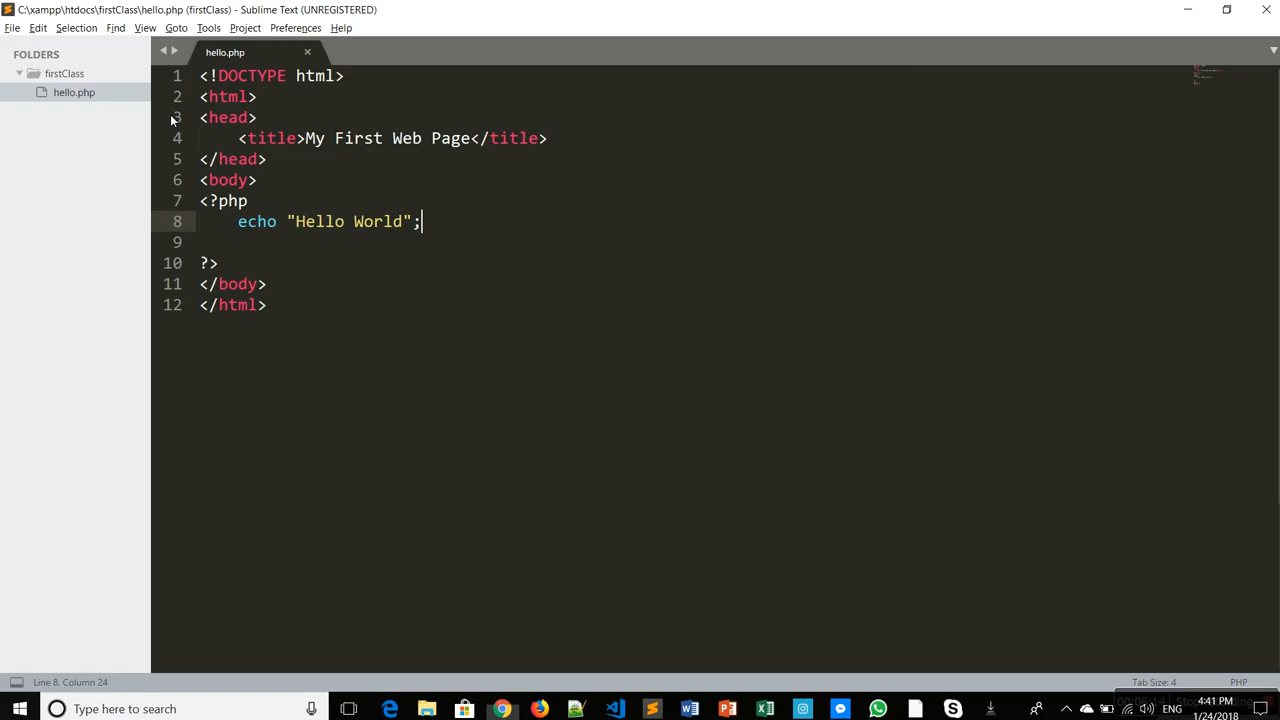 C:\xampp\htdocs\firstClass\hello.php (firstClass) - Sublime Text (UNREGISTERED)
File Edit Selection Find View Goto Tools Project Preferences Help
FOLDERS
firstClass
hello.php
hello.php
1 <!DOCTYPE html>
2 <html>
3 <head>
4     <title>My First Web Page</title>
5 </head>
6 <body>
7 <?php
8     echo "Hello World";
9
10 ?>
11 </body>
12 </html>
Line 8, Column 24
Tab Size: 4
PHP
Type here to search
ENG
4:41 PM
1/24/2018